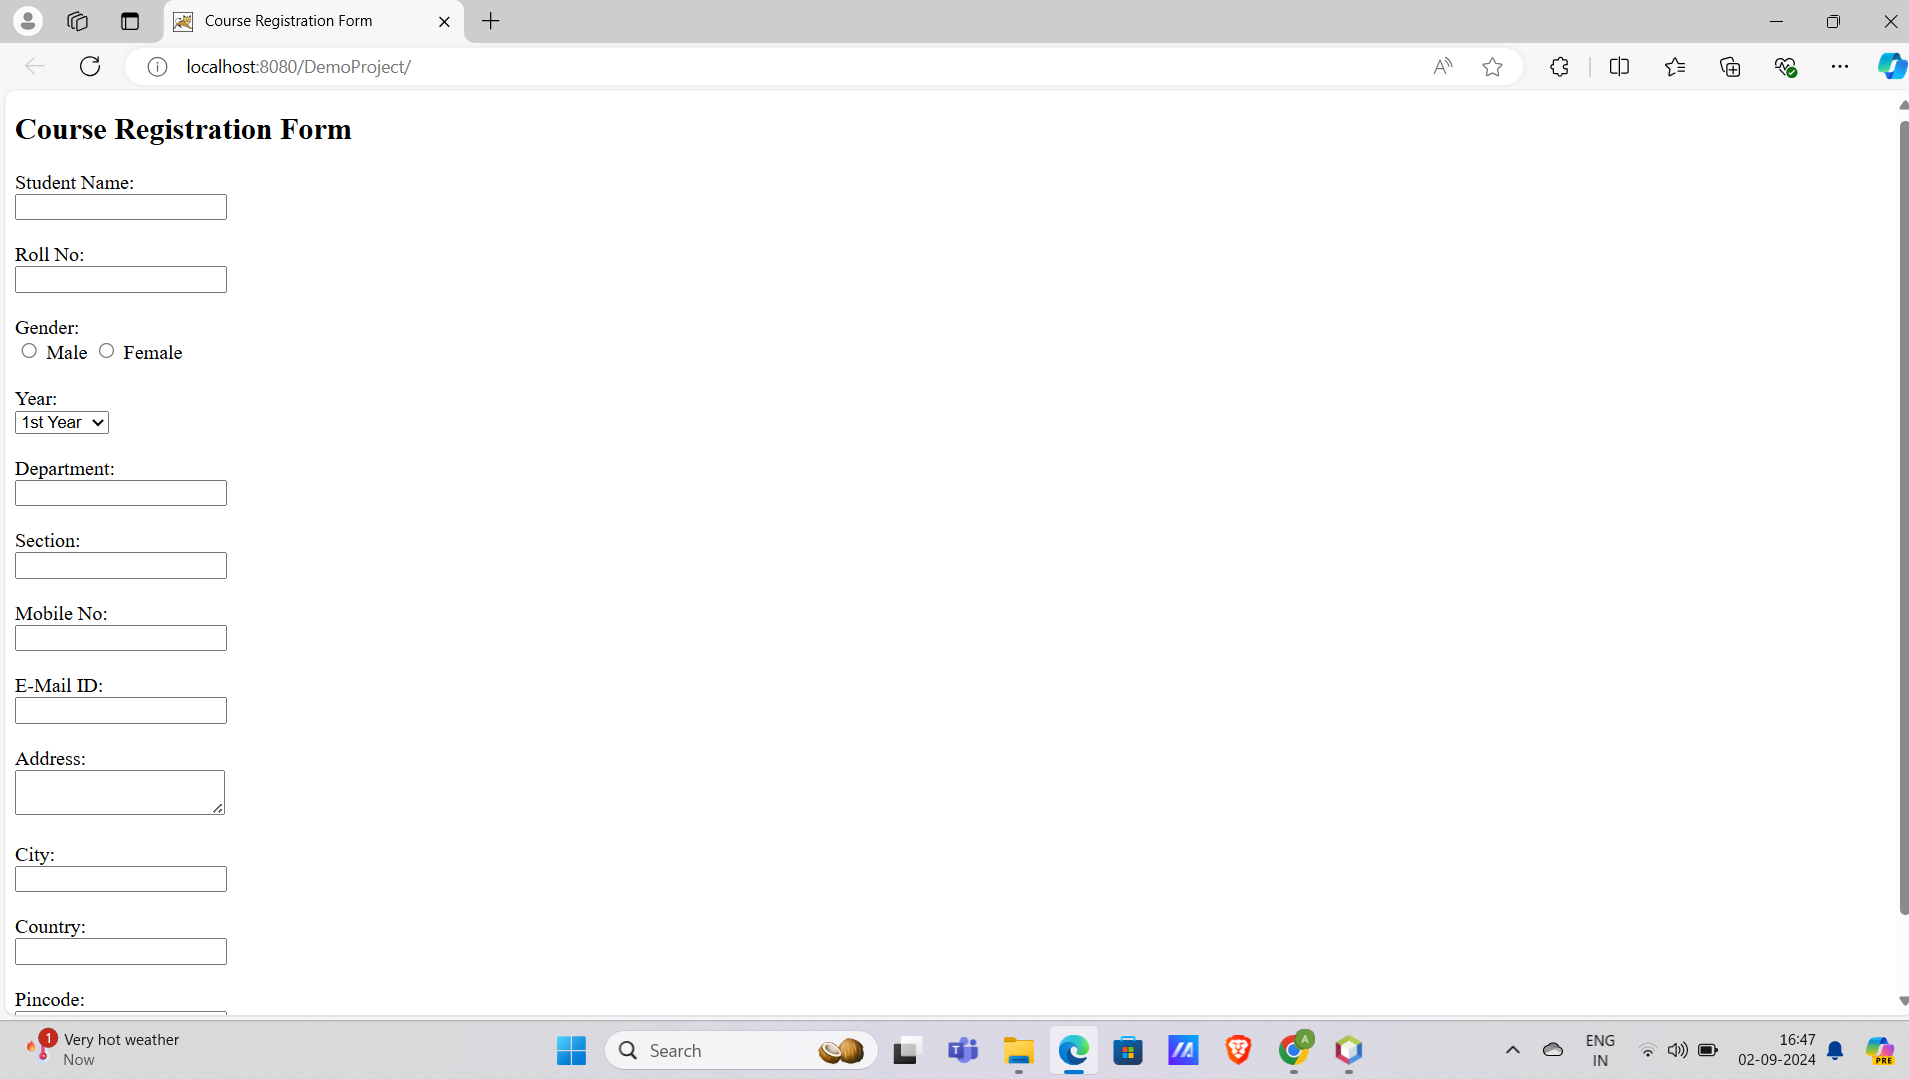 Course Registration Form
localhost:8080/DemoProject/
Course Registration Form
Student Name:
Roll No:
Gender:
Male Female
Year:
1st Year
Department:
Section:
Mobile No:
E-Mail ID:
Address:
City:
Country:
Pincode:
1
Very hot weather
Now
Search
A
ENG
IN
16:47
02-09-2024
PRE